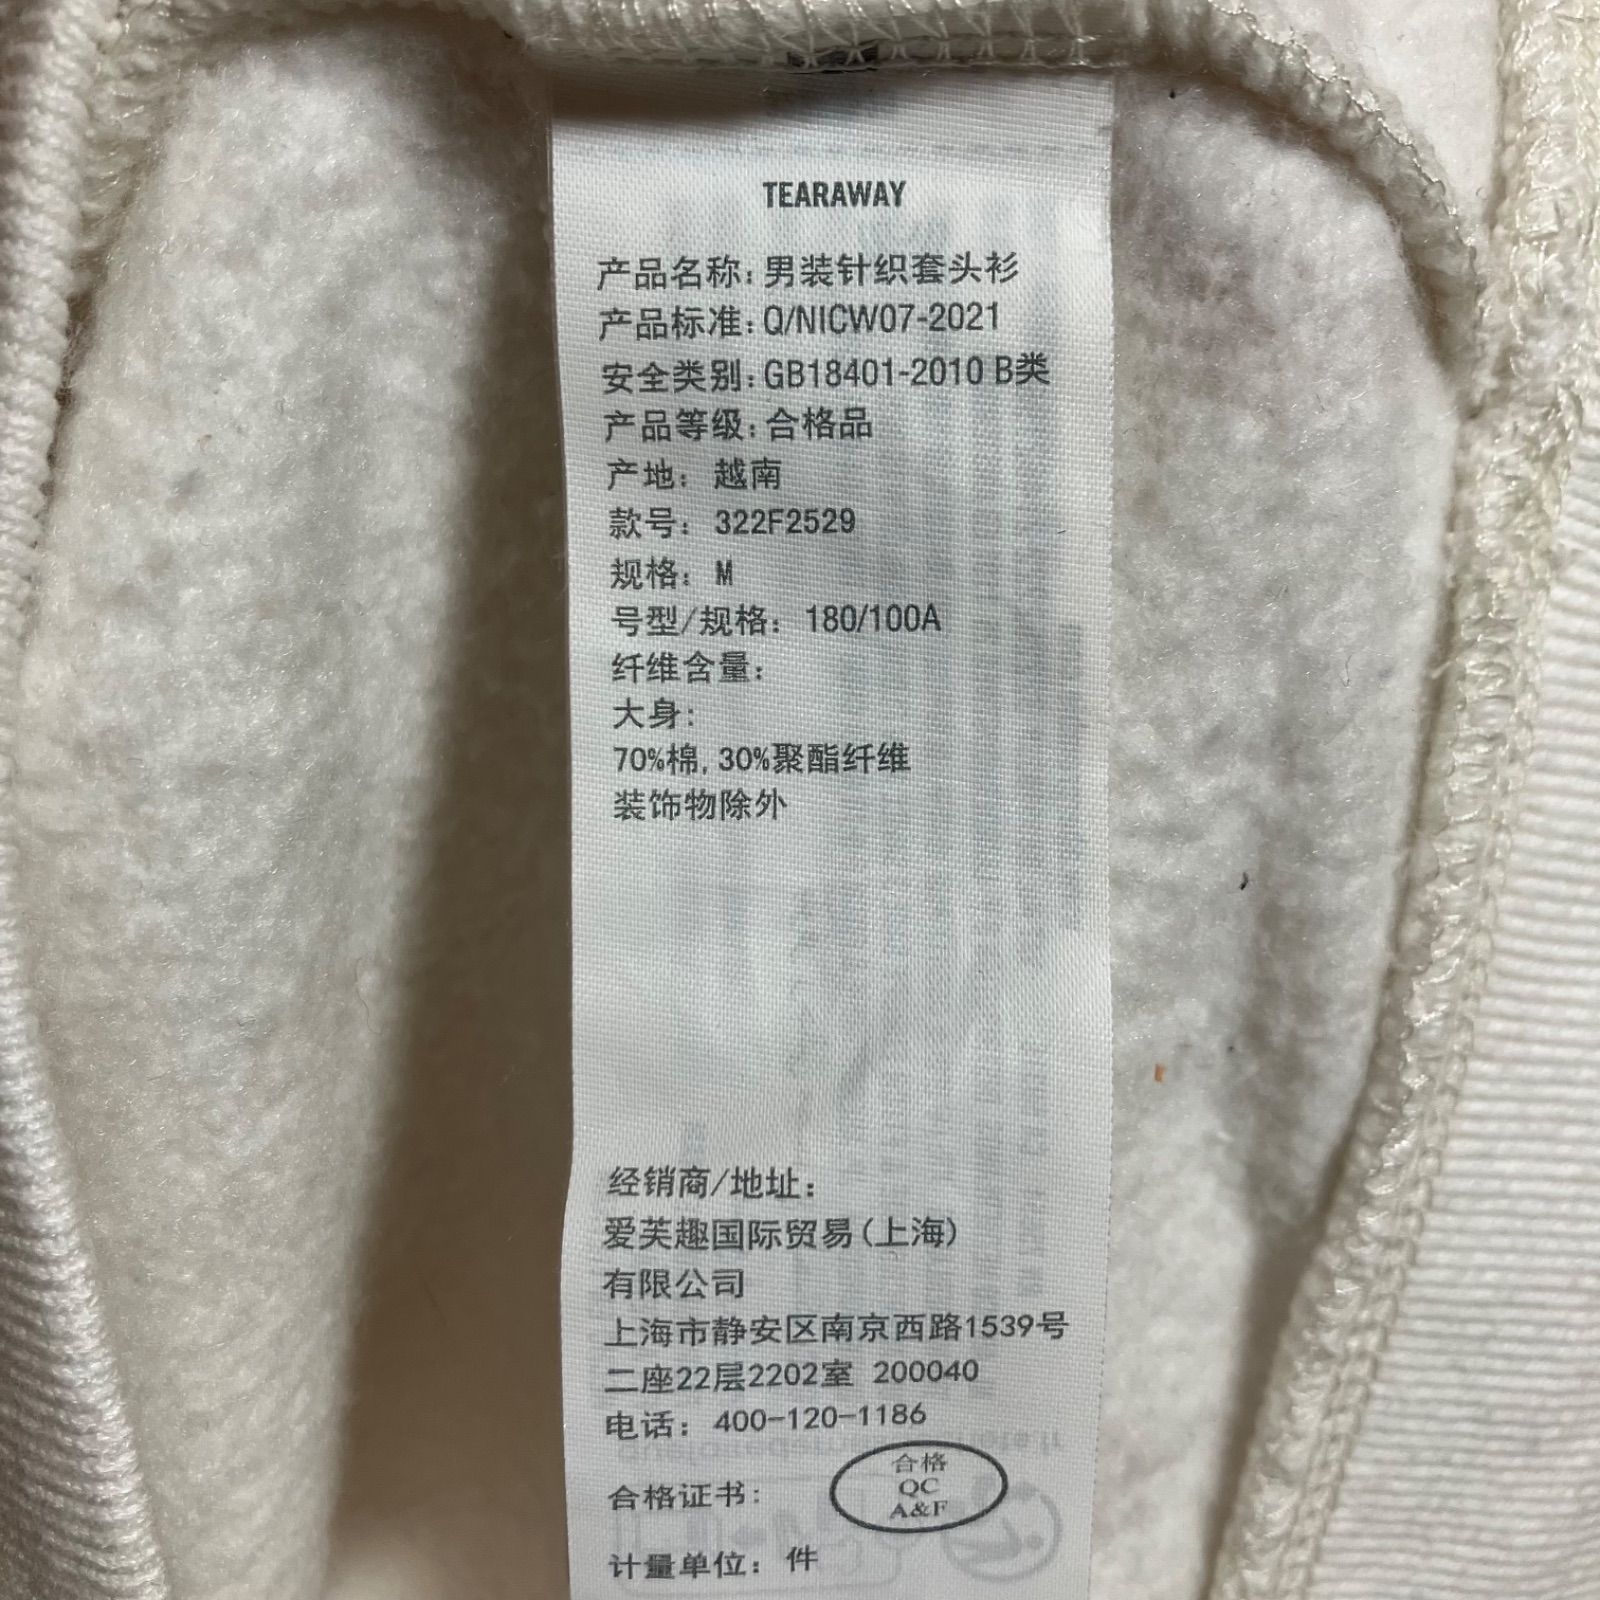 TEARAWAY
产品名称: 男装针织套头衫
产品标准: Q/NICW07-2021
安全类别: GB18401-2010 B类
产品等级: 合格品
产地: 越南
款号: 322F2529
规格: M
号型/规格: 180/100A
纤维含量:
大身:
70%棉, 30%聚酯纤维
装饰物除外
经销商/地址:
爱芙趣国际贸易(上海)
有限公司
上海市静安区南京西路1539号
二座22层2202室 200040
电话: 400-120-1186
合格证书:
合格
QC
A&F
计量单位: 件